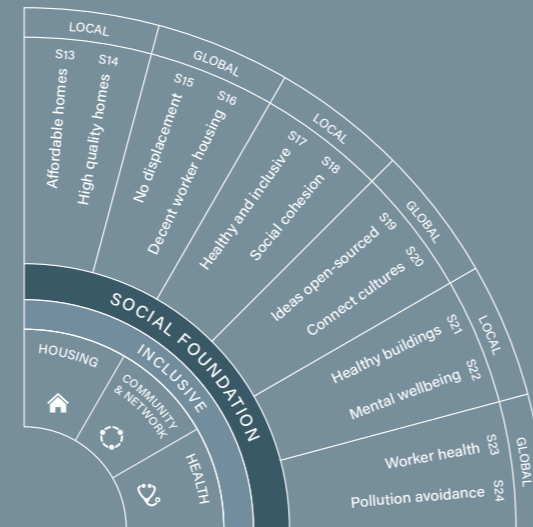 LOCAL
S13
Affordable homes
S14
High quality homes
GLOBAL
S15
No displacement
S16
Decent worker housing
LOCAL
S17
Healthy and inclusive
S18
Social cohesion
GLOBAL
S19
Ideas open-sourced
S20
Connect cultures
LOCAL
S21
Healthy buildings
S22
Mental wellbeing
GLOBAL
S23
Worker health
S24
Pollution avoidance
SOCIAL FOUNDATION
INCLUSIVE
HOUSING
COMMUNITY
& NETWORK
HEALTH